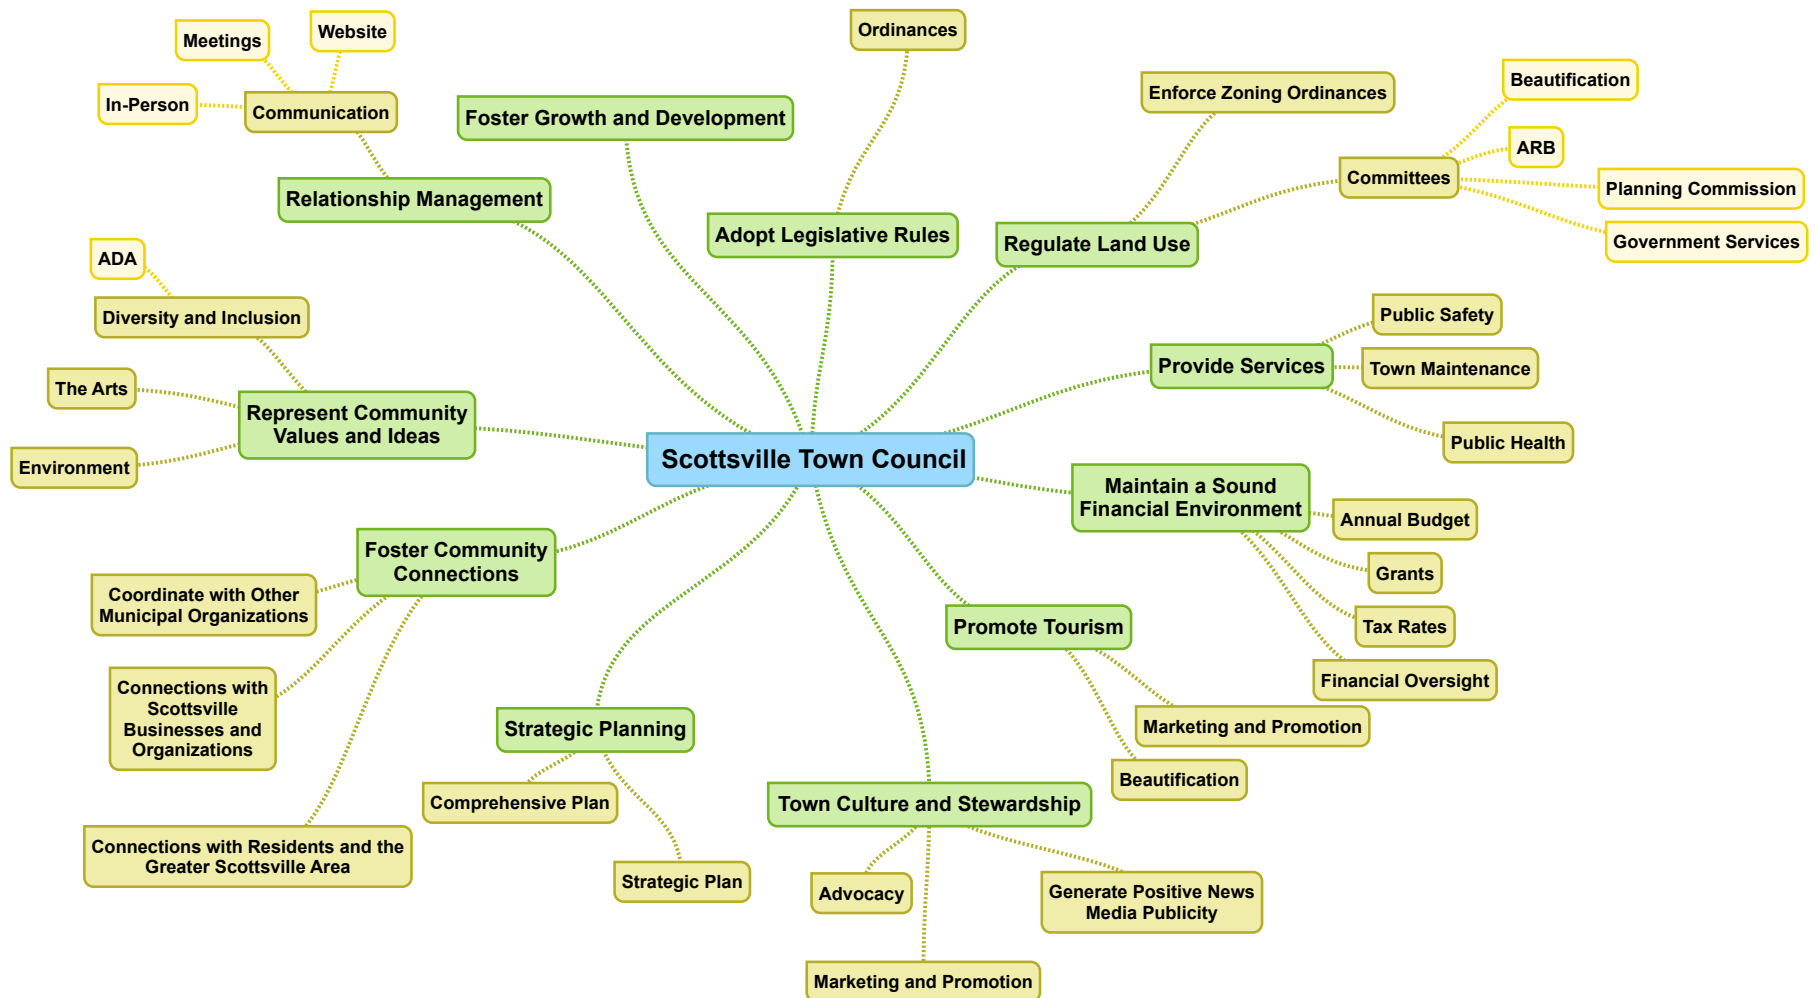 Website
Meetings
In-Person
Communication
Relationship Management
Foster Growth and Development
Ordinances
Adopt Legislative Rules
Enforce Zoning Ordinances
Regulate Land Use
Committees
Beautification
ARB
Planning Commission
Government Services
ADA
Diversity and Inclusion
The Arts
Environment
Represent Community
Values and Ideas
Scottsville Town Council
Provide Services
Public Safety
Town Maintenance
Public Health
Maintain a Sound
Financial Environment
Annual Budget
Grants
Tax Rates
Financial Oversight
Foster Community
Connections
Coordinate with Other
Municipal Organizations
Connections with
Scottsville
Businesses and
Organizations
Connections with Residents and the
Greater Scottsville Area
Strategic Planning
Comprehensive Plan
Strategic Plan
Promote Tourism
Marketing and Promotion
Beautification
Town Culture and Stewardship
Advocacy
Generate Positive News
Media Publicity
Marketing and Promotion